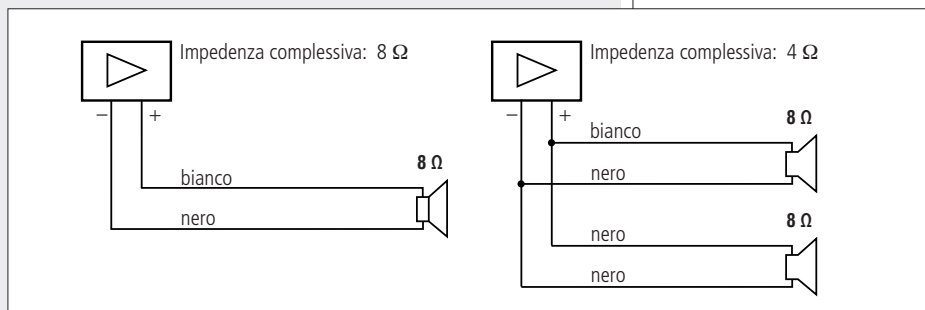 Impedenza complessiva: 8 Ω
− +
bianco
8 Ω
nero
Impedenza complessiva: 4 Ω
− +
8 Ω
bianco
nero
8 Ω
nero
nero